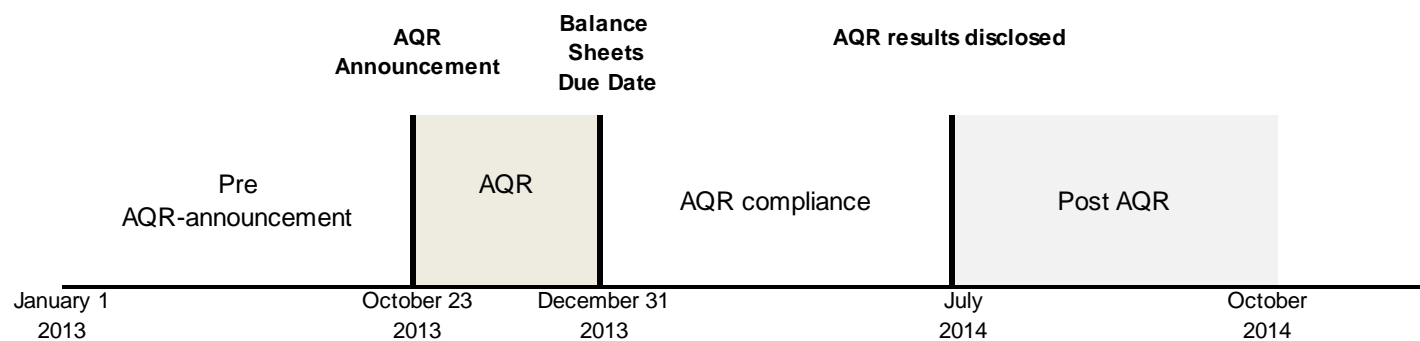 AQR
Announcement
Balance
Sheets
Due Date
AQR results disclosed
Pre
AQR-announcement
AQR
AQR compliance
Post AQR
January 1
2013
October 23
2013
December 31
2013
July
2014
October
2014